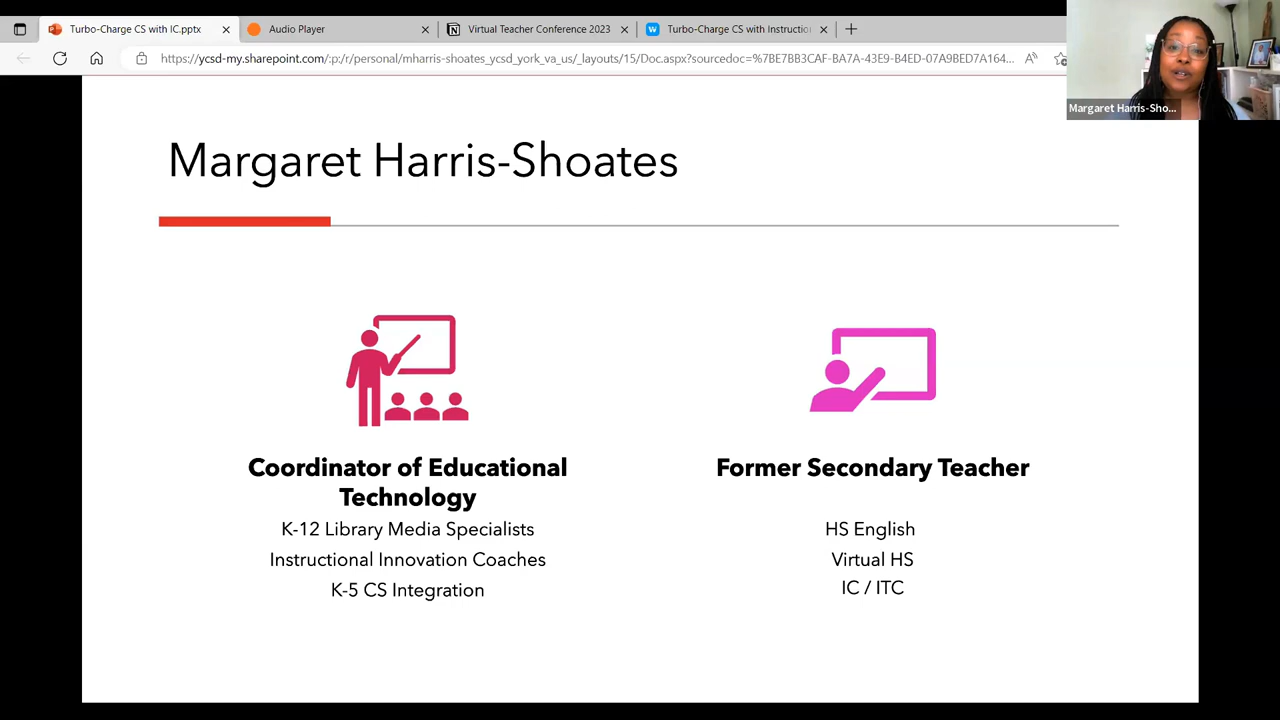 Turbo-Charge CS with IC.pptx
Audio Player
Virtual Teacher Conference 2023
Turbo-Charge CS with Instructio
https://ycsd-my.sharepoint.com/:p:/r/personal/mharris-shoates_ycsd_york_va_us/_layouts/15/Doc.aspx?sourcedoc=%7BE7BB3CAF-BA7A-43E9-B4ED-07A9BED7A164...
Margaret Harris-Sho...
Margaret Harris-Shoates
Coordinator of Educational
Technology
K-12 Library Media Specialists
Instructional Innovation Coaches
K-5 CS Integration
Former Secondary Teacher
HS English
Virtual HS
IC / ITC